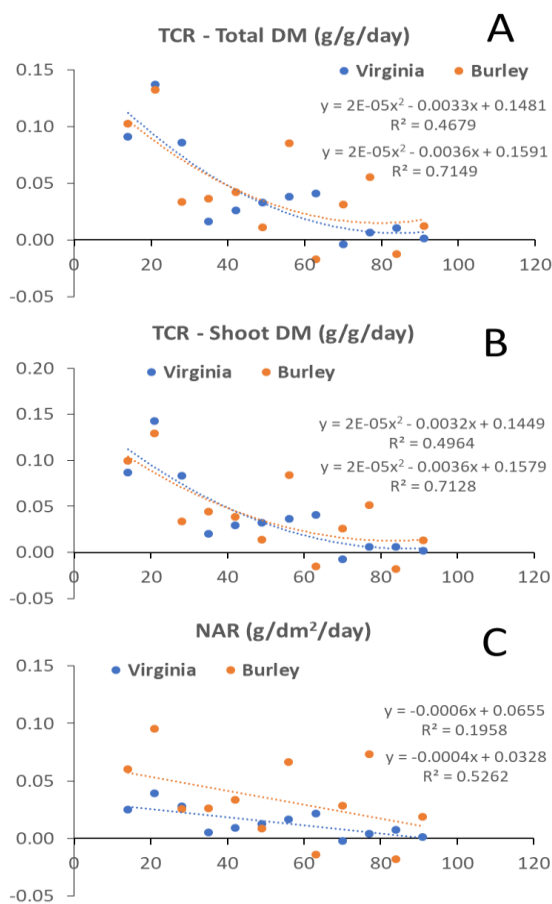 TCR - Total DM (g/g/day)
A
0.15
Virginia
Burley
y = 2E-05x² - 0.0033x + 0.1481
R² = 0.4679
0.10
y = 2E-05x² - 0.0036x + 0.1591
R² = 0.7149
0.05
0.00
0 20 40 60 80 100 120
-0.05
TCR - Shoot DM (g/g/day)
B
0.20
Virginia
Burley
0.15
y = 2E-05x² - 0.0032x + 0.1449
R² = 0.4964
0.10
y = 2E-05x² - 0.0036x + 0.1579
R² = 0.7128
0.05
0.00
0 20 40 60 80 100 120
-0.05
NAR (g/dm²/day)
C
0.15
Virginia
Burley
y = -0.0006x + 0.0655
R² = 0.1958
0.10
y = -0.0004x + 0.0328
R² = 0.5262
0.05
0.00
0 20 40 60 80 100 120
-0.05